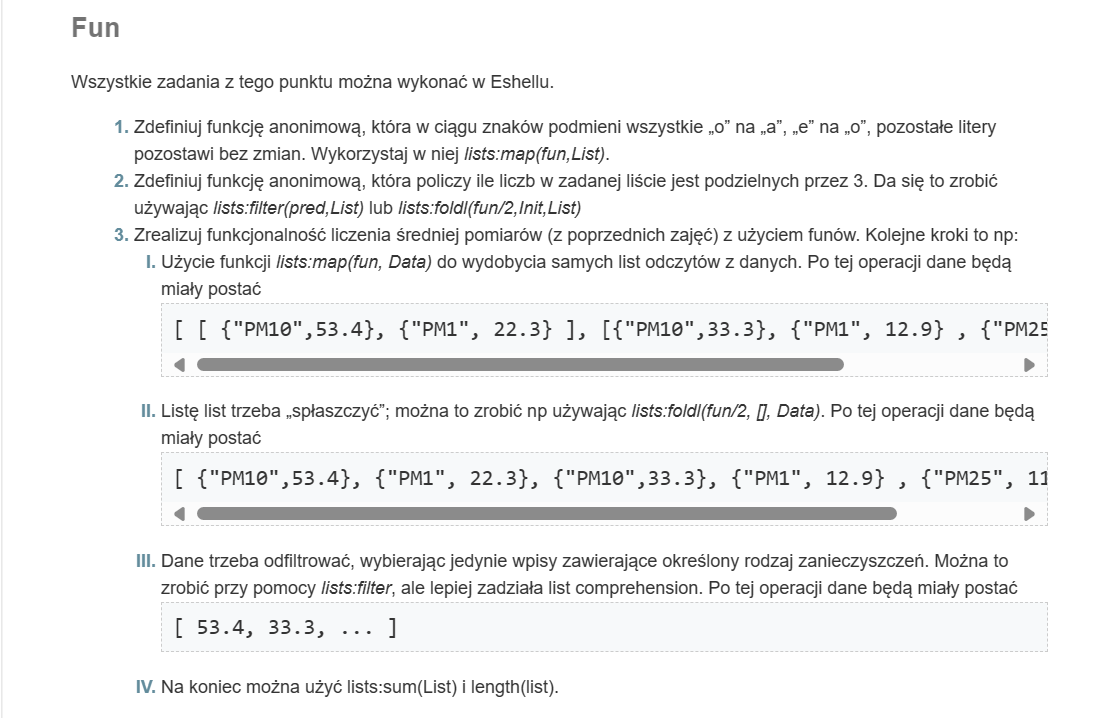 Fun
Wszystkie zadania z tego punktu można wykonać w Eshellu.
1. Zdefiniuj funkcję anonimową, która w ciągu znaków podmieni wszystkie „o” na „a”, „e” na „o”, pozostałe litery
pozostawi bez zmian. Wykorzystaj w niej lists:map(fun,List).
2. Zdefiniuj funkcję anonimową, która policzy ile liczb w zadanej liście jest podzielnych przez 3. Da się to zrobić
używając lists:filter(pred,List) lub lists:foldl(fun/2,Init,List)
3. Zrealizuj funkcjonalność liczenia średniej pomiarów (z poprzednich zajęć) z użyciem funów. Kolejne kroki to np:
I. Użycie funkcji lists:map(fun, Data) do wydobycia samych list odczytów z danych. Po tej operacji dane będą
miały postać
[ [ {"PM10",53.4}, {"PM1", 22.3} ], [{"PM10",33.3}, {"PM1", 12.9} , {"PM25
II. Listę list trzeba „spłaszczyć”; można to zrobić np używając lists:foldl(fun/2, [], Data). Po tej operacji dane będą
miały postać
[ {"PM10",53.4}, {"PM1", 22.3}, {"PM10",33.3}, {"PM1", 12.9} , {"PM25", 11
III. Dane trzeba odfiltrować, wybierając jedynie wpisy zawierające określony rodzaj zanieczyszczeń. Można to
zrobić przy pomocy lists:filter, ale lepiej zadziała list comprehension. Po tej operacji dane będą miały postać
[ 53.4, 33.3, ... ]
IV. Na koniec można użyć lists:sum(List) i length(list).